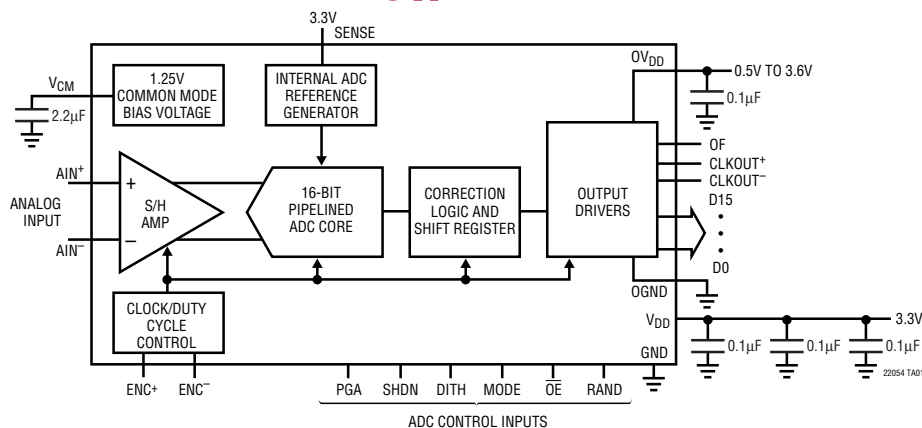 3.3V
SENSE
OVDD
0.5V TO 3.6V
VCM
2.2µF
1.25V
COMMON MODE
BIAS VOLTAGE
INTERNAL ADC
REFERENCE
GENERATOR
0.1µF
OF
CLKOUT+
CLKOUT–
AIN+
ANALOG
INPUT
AIN–
+
S/H
AMP
–
16-BIT
PIPELINED
ADC CORE
CORRECTION
LOGIC AND
SHIFT REGISTER
OUTPUT
DRIVERS
D15
•
•
•
D0
OGND
CLOCK/DUTY
CYCLE
CONTROL
VDD
3.3V
GND
0.1µF
0.1µF
0.1µF
ENC+
ENC–
PGA
SHDN
DITH
MODE
OE
RAND
ADC CONTROL INPUTS